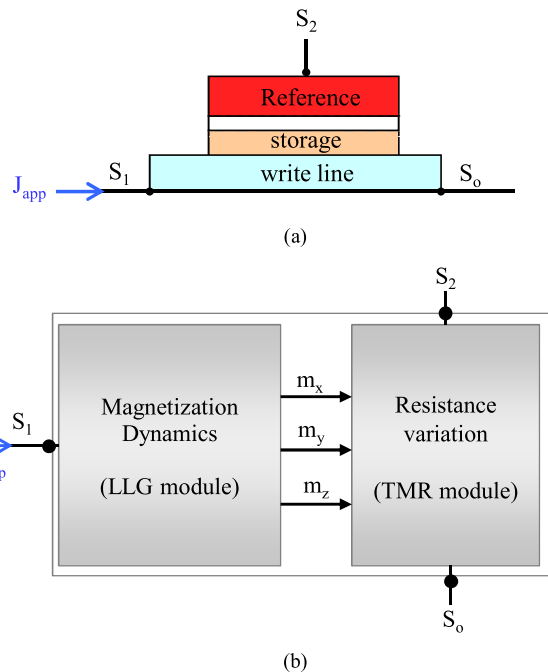 S2
Reference
storage
S1
write line
So
Japp
(a)
S2
mx
Magnetization
Dynamics
(LLG module)
Resistance
variation
(TMR module)
S1
my
mz
p
So
(b)